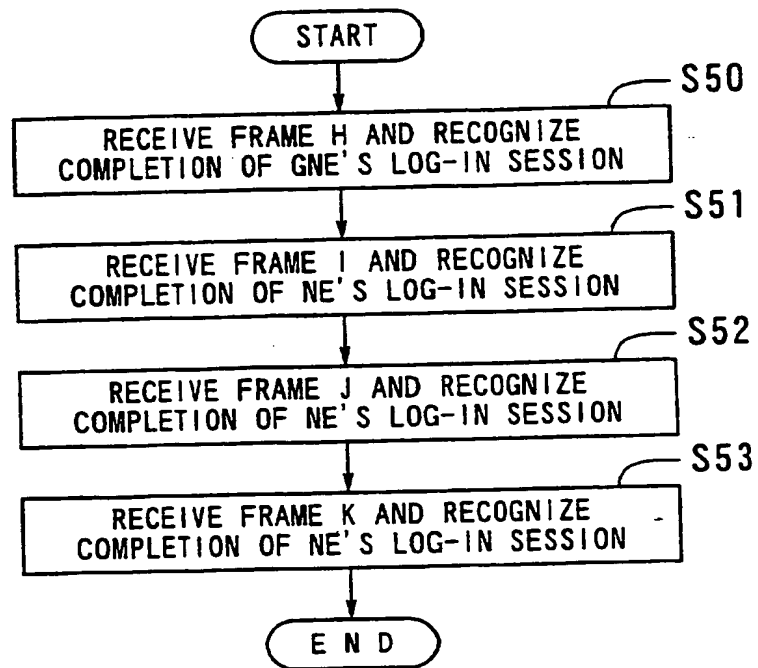 START
S50
RECEIVE FRAME H AND RECOGNIZE
COMPLETION OF GNE'S LOG-IN SESSION
S51
RECEIVE FRAME I AND RECOGNIZE
COMPLETION OF NE'S LOG-IN SESSION
S52
RECEIVE FRAME J AND RECOGNIZE
COMPLETION OF NE'S LOG-IN SESSION
S53
RECEIVE FRAME K AND RECOGNIZE
COMPLETION OF NE'S LOG-IN SESSION
END